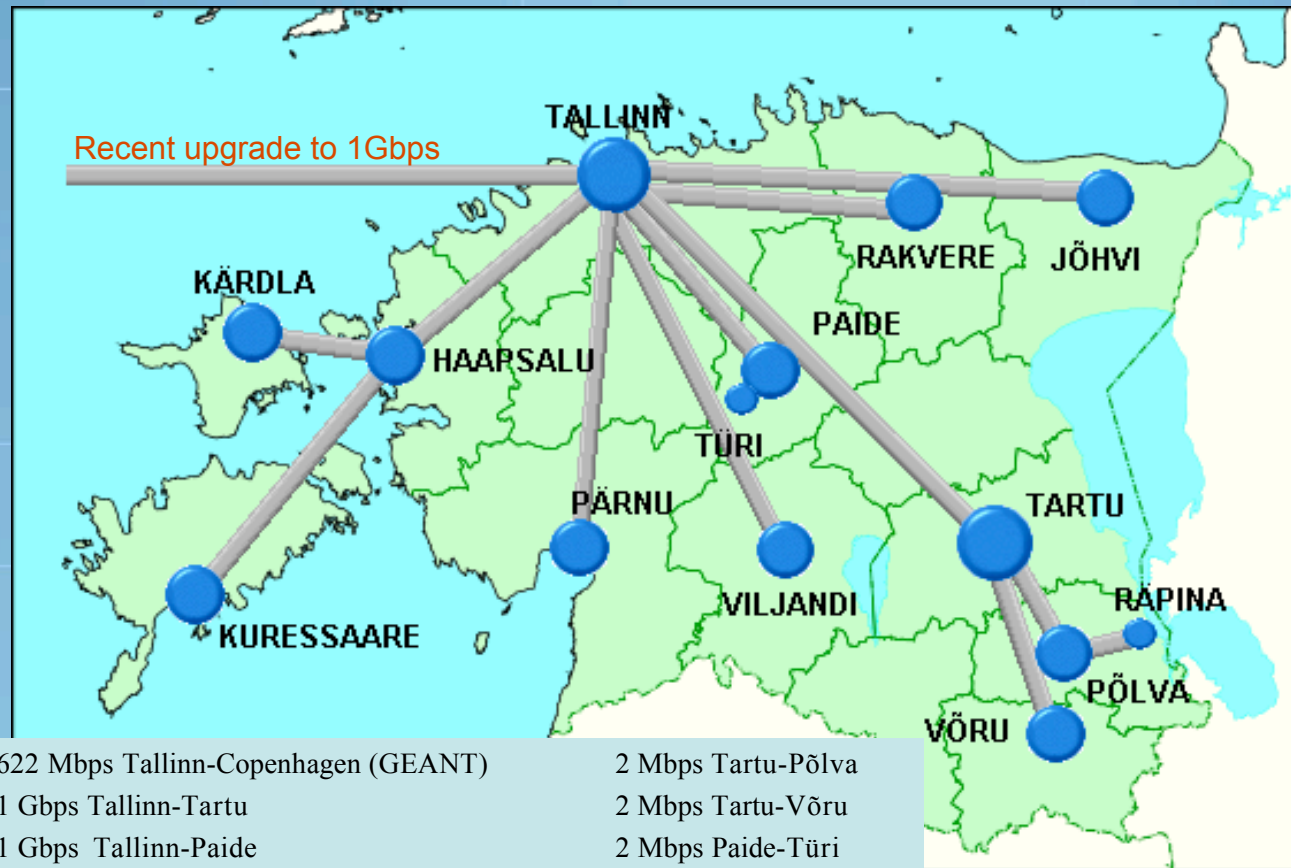 TALLINN
Recent upgrade to 1Gbps
RAKVERE
JÕHVI
KÄRDLA
PAIDE
HAAPSALU
TÜRI
PÄRNU
TARTU
VILJANDI
RÄPINA
KURESSAARE
PÕLVA
VÕRU
622 Mbps Tallinn-Copenhagen (GEANT)
1 Gbps Tallinn-Tartu
1 Gbps Tallinn-Paide
2 Mbps Tartu-Põlva
2 Mbps Tartu-Võru
2 Mbps Paide-Türi